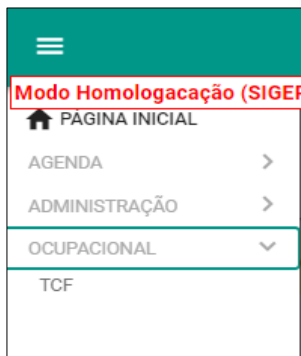 Modo Homologacação (SIGEP
PÁGINA INICIAL
AGENDA
ADMINISTRAÇÃO
OCUPACIONAL
TCF